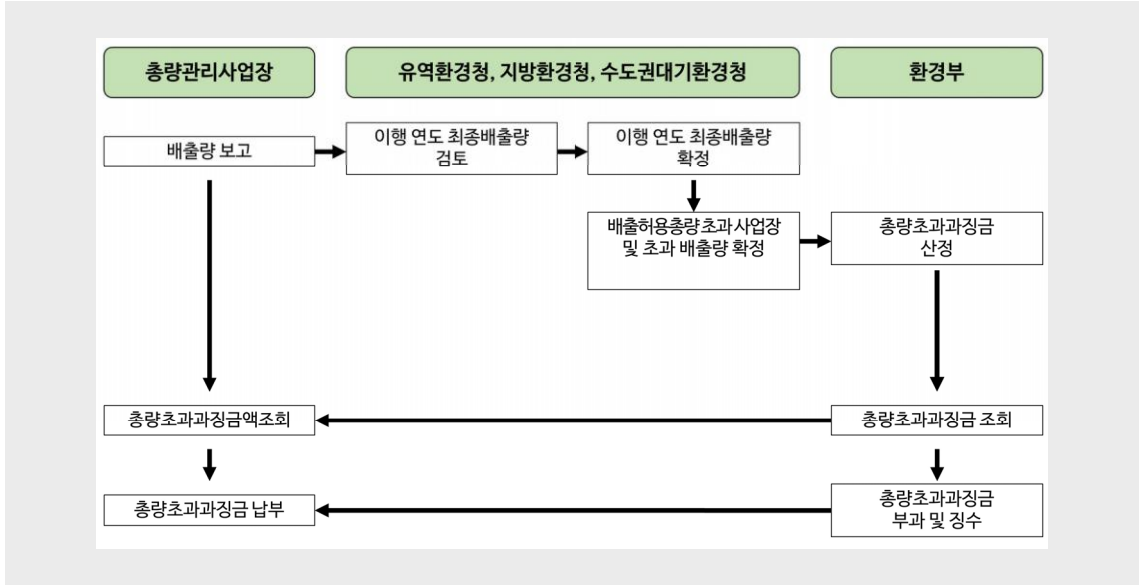 총량관리사업장
유역환경청, 지방환경청, 수도권대기환경청
환경부
배출량 보고
이행 연도 최종배출량
검토
이행 연도 최종배출량
확정
배출허용총량 초과 사업장
및 초과 배출량 확정
총량초과과징금
산정
총량초과과징금액조회
총량초과과징금 조회
총량초과과징금 납부
총량초과과징금
부과 및 징수